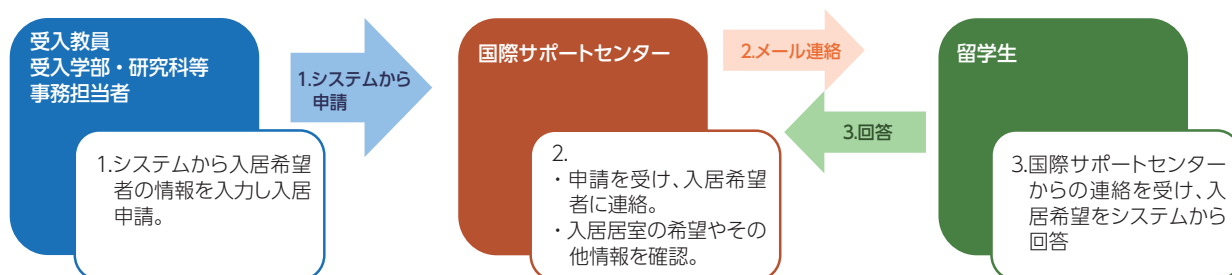 受入教員
受入学部・研究科等
事務担当者
1.システムから
申請
国際サポートセンター
2.メール連絡
3.回答
留学生
1.システムから入居希望
者の情報を入力し入居
申請。
2.
・申請を受け、入居希望
者に連絡。
・入居居室の希望やその
他情報を確認。
3.国際サポートセンター
からの連絡を受け、入
居希望をシステムから
回答